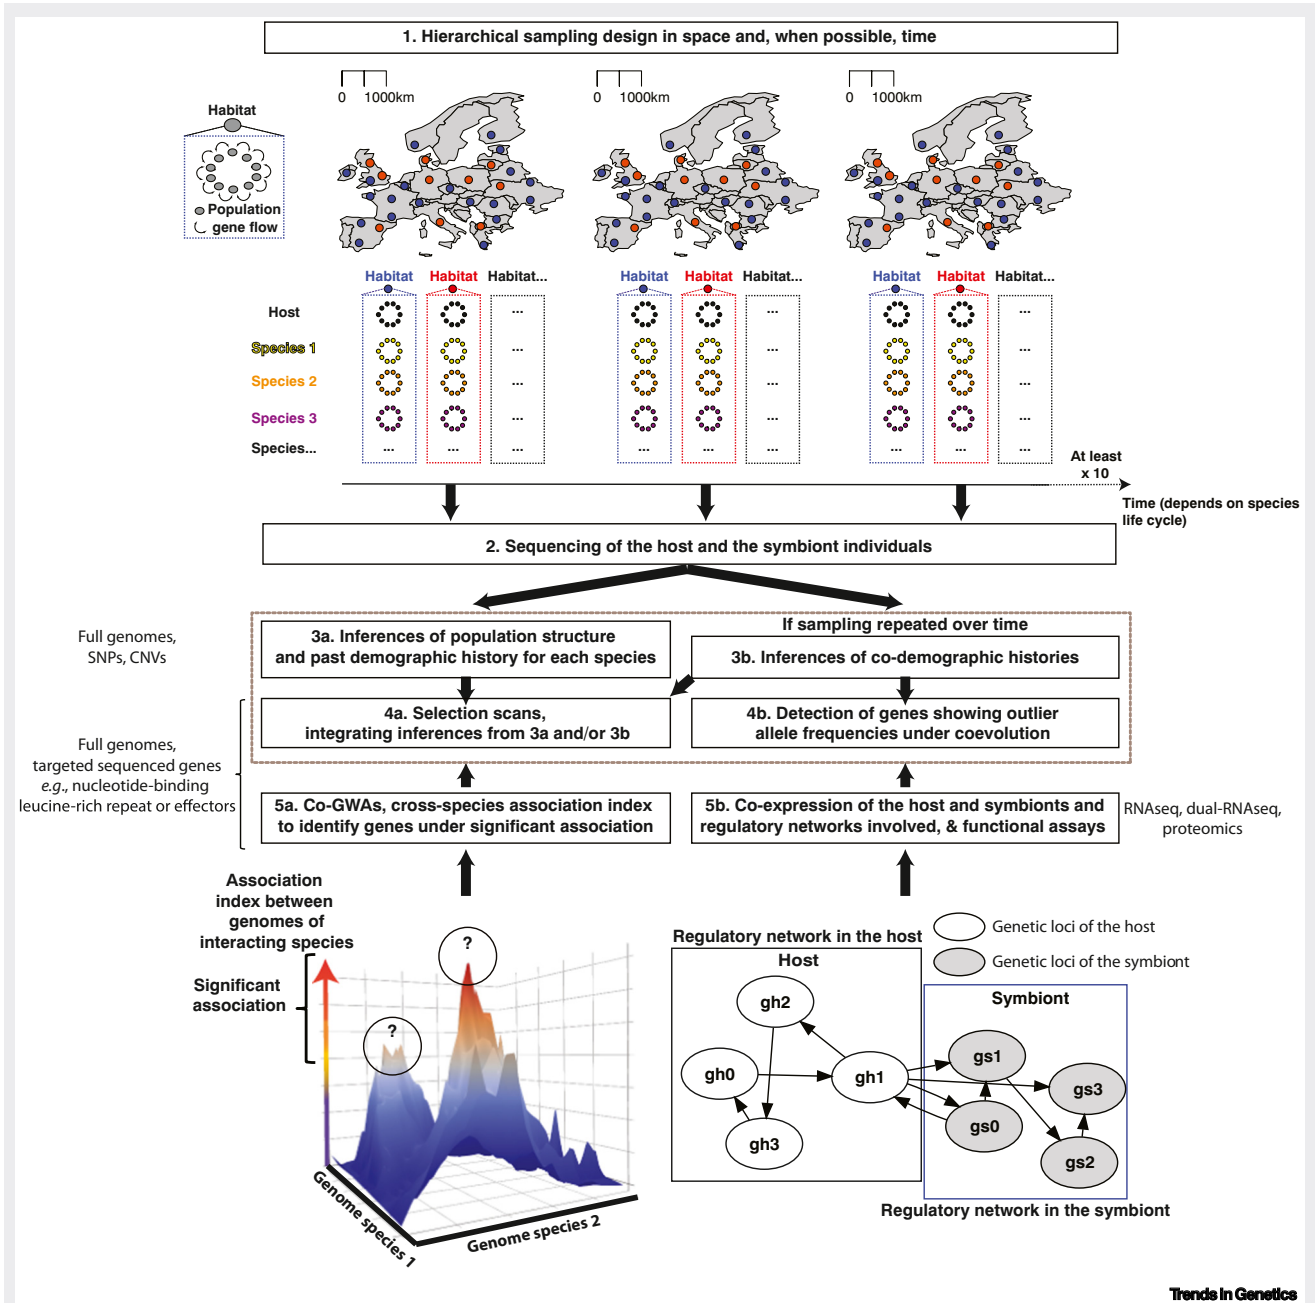 1. Hierarchical sampling design in space and, when possible, time
0 1000km
0 1000km
0 1000km
Habitat
Population
gene flow
Habitat Habitat Habitat...
Habitat Habitat Habitat...
Habitat Habitat Habitat...
Host ... ... ...
Species 1 ... ... ...
Species 2 ... ... ...
Species 3 ... ... ...
Species... ... ... ... ... ... ... ... ... ...
At least
x 10
Time (depends on species
life cycle)
2. Sequencing of the host and the symbiont individuals
Full genomes,
SNPs, CNVs
3a. Inferences of population structure
and past demographic history for each species
If sampling repeated over time
3b. Inferences of co-demographic histories
4a. Selection scans,
integrating inferences from 3a and/or 3b
4b. Detection of genes showing outlier
allele frequencies under coevolution
Full genomes,
targeted sequenced genes
e.g., nucleotide-binding
leucine-rich repeat or effectors
5a. Co-GWAs, cross-species association index
to identify genes under significant association
5b. Co-expression of the host and symbionts and
regulatory networks involved, & functional assays
RNAseq, dual-RNAseq,
proteomics
Association
index between
genomes of
interacting species
Significant
association
?
?
Genome species 1
Genome species 2
Genetic loci of the host
Genetic loci of the symbiont
Regulatory network in the host
Host
gh2
gh0
gh1
gh3
Symbiont
gs1
gs3
gs0
gs2
Regulatory network in the symbiont
Trends in Genetics